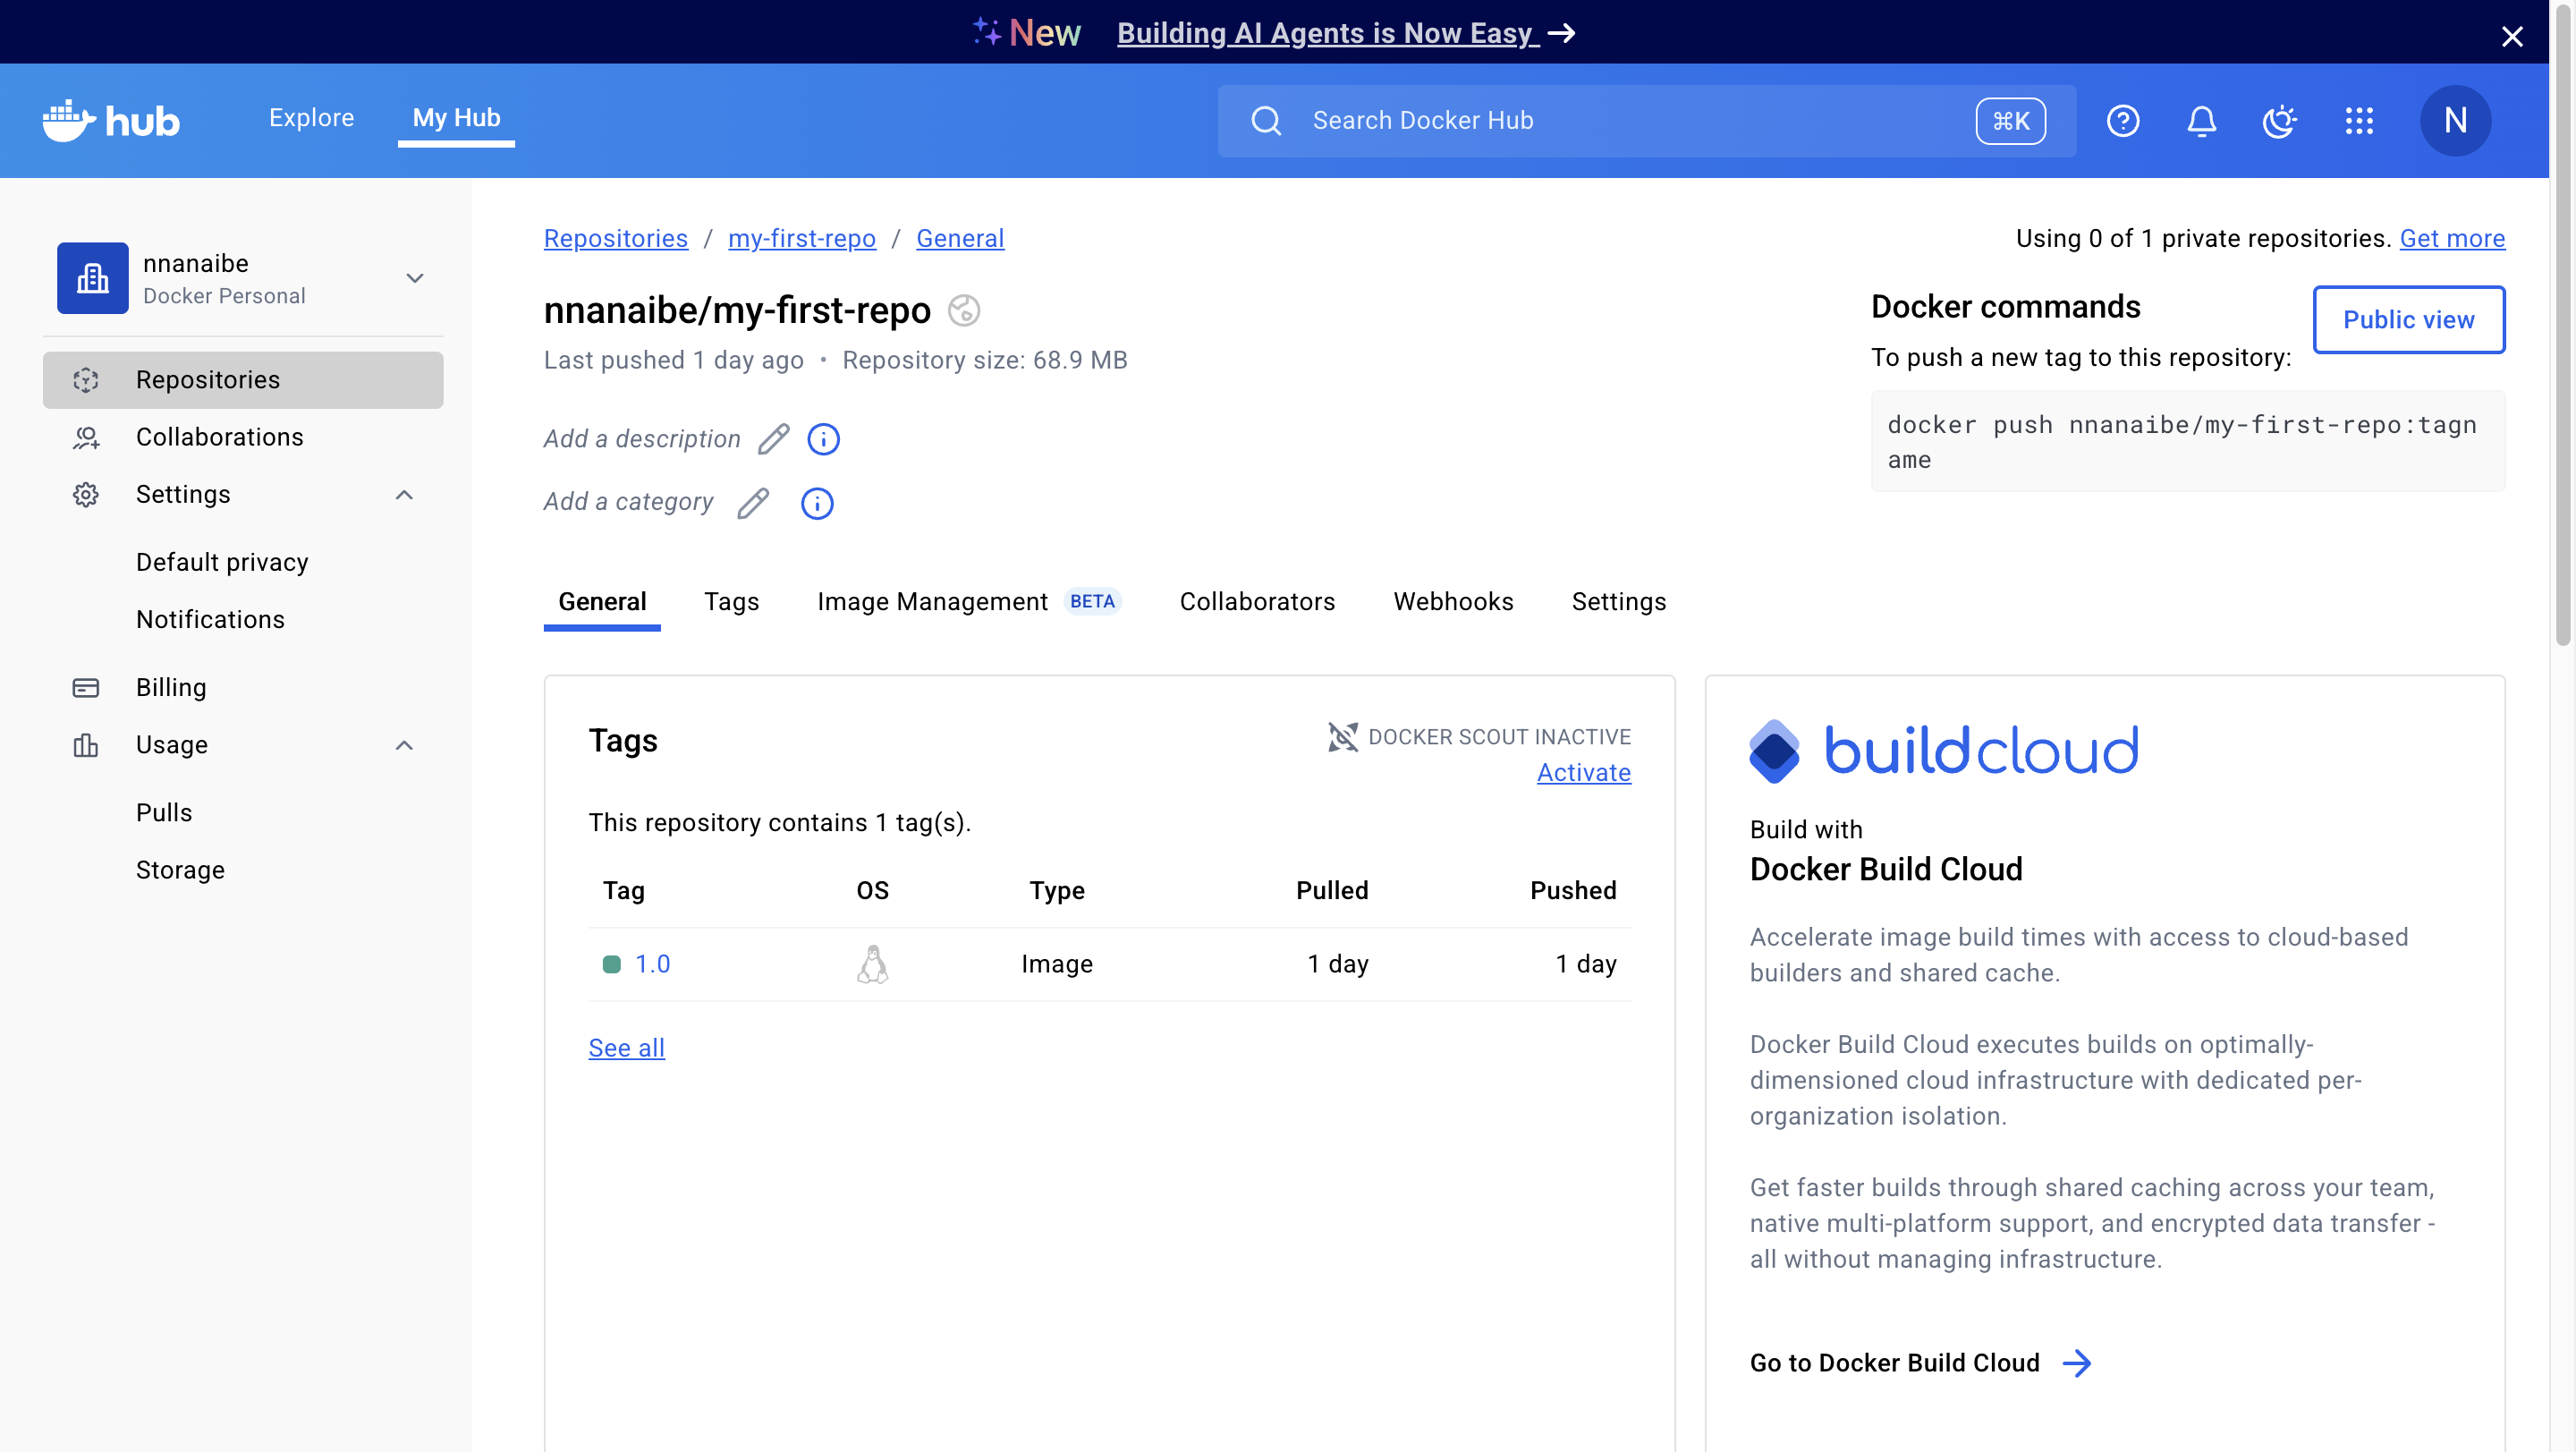 New Building AI Agents is Now Easy
hub
Explore
My Hub
Search Docker Hub
⌘K
N
nnanaibe
Docker Personal
Repositories
Collaborations
Settings
Default privacy
Notifications
Billing
Usage
Pulls
Storage
Repositories / my-first-repo / General
Using 0 of 1 private repositories. Get more
nnanaibe/my-first-repo
Last pushed 1 day ago • Repository size: 68.9 MB
Add a description
Add a category
Docker commands
Public view
To push a new tag to this repository:
docker push nnanaibe/my-first-repo:tagn
ame
General Tags Image Management BETA Collaborators Webhooks Settings
Tags
DOCKER SCOUT INACTIVE
Activate
This repository contains 1 tag(s).
Tag OS Type Pulled Pushed
1.0 Image 1 day 1 day
See all
buildcloud
Build with
Docker Build Cloud
Accelerate image build times with access to cloud-based
builders and shared cache.
Docker Build Cloud executes builds on optimally-
dimensioned cloud infrastructure with dedicated per-
organization isolation.
Get faster builds through shared caching across your team,
native multi-platform support, and encrypted data transfer -
all without managing infrastructure.
Go to Docker Build Cloud